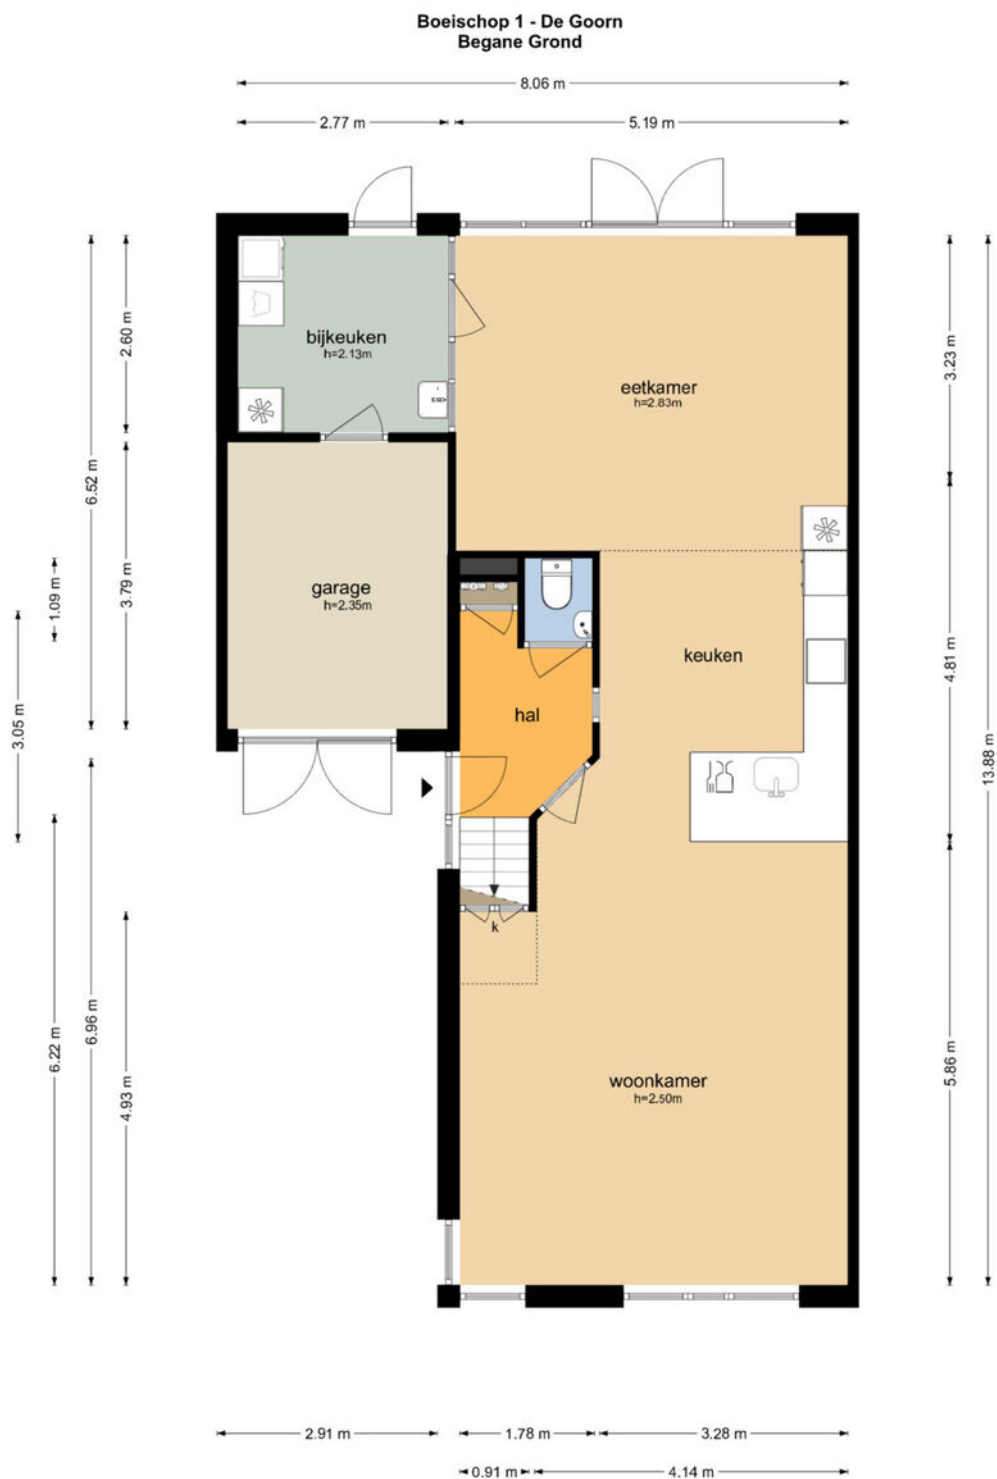 Boeischop 1 - De Goorn
Begane Grond
8.06 m
2.77 m
5.19 m
bijkeuken
h=2.13m
eetkamer
h=2.83m
garage
h=2.35m
keuken
hal
k
woonkamer
h=2.50m
2.60 m
6.52 m
3.79 m
1.09 m
3.05 m
6.96 m
6.22 m
4.93 m
3.23 m
4.81 m
13.88 m
5.86 m
2.91 m
1.78 m
3.28 m
0.91 m
4.14 m